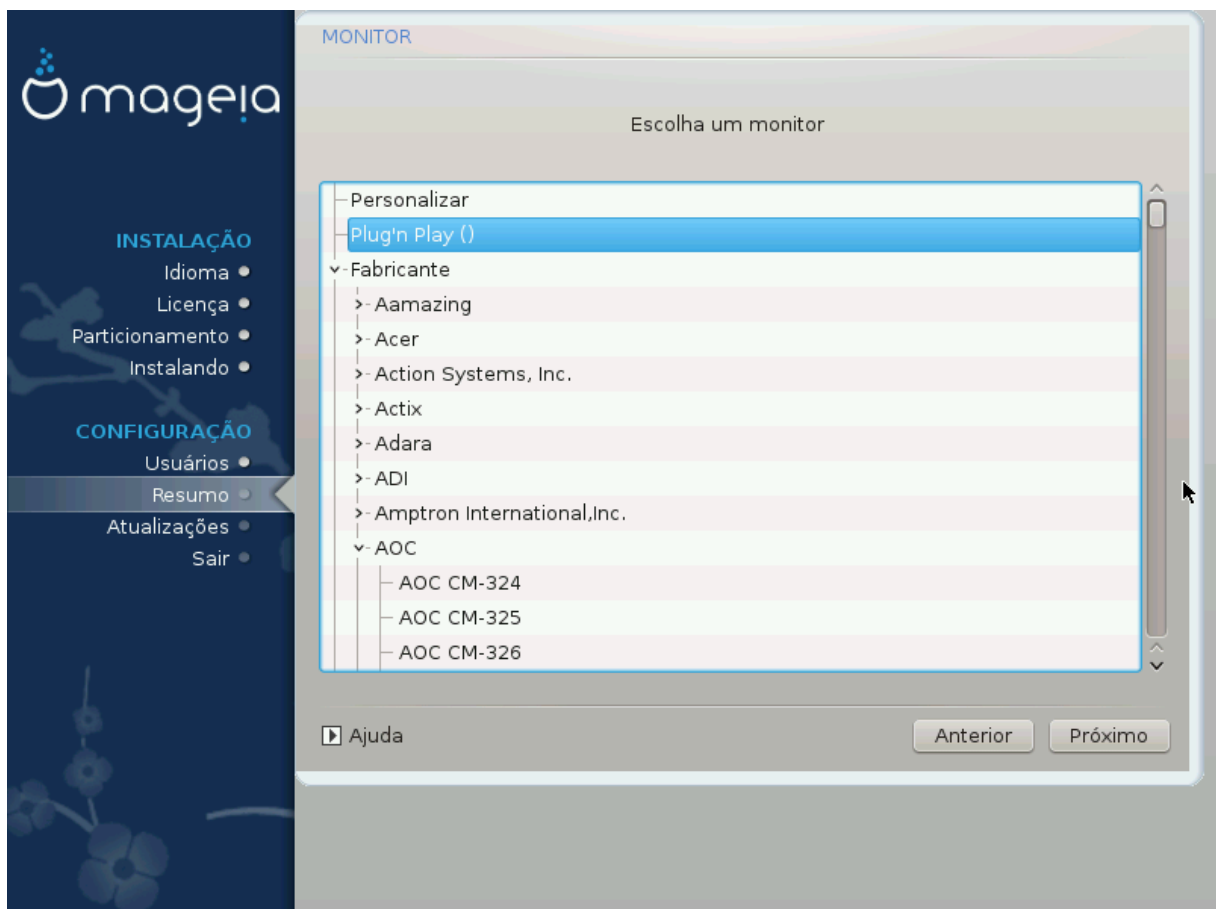 mageia
INSTALAÇÃO
Idioma
Licença
Particionamento
Instalando
CONFIGURAÇÃO
Usuários
Resumo
Atualizações
Sair
MONITOR
Escolha um monitor
Personalizar
Plug'n Play ()
Fabricante
Aamazing
Acer
Action Systems, Inc.
Actix
Adara
ADI
Amptron International,Inc.
AOC
AOC CM-324
AOC CM-325
AOC CM-326
Ajuda
Anterior
Próximo